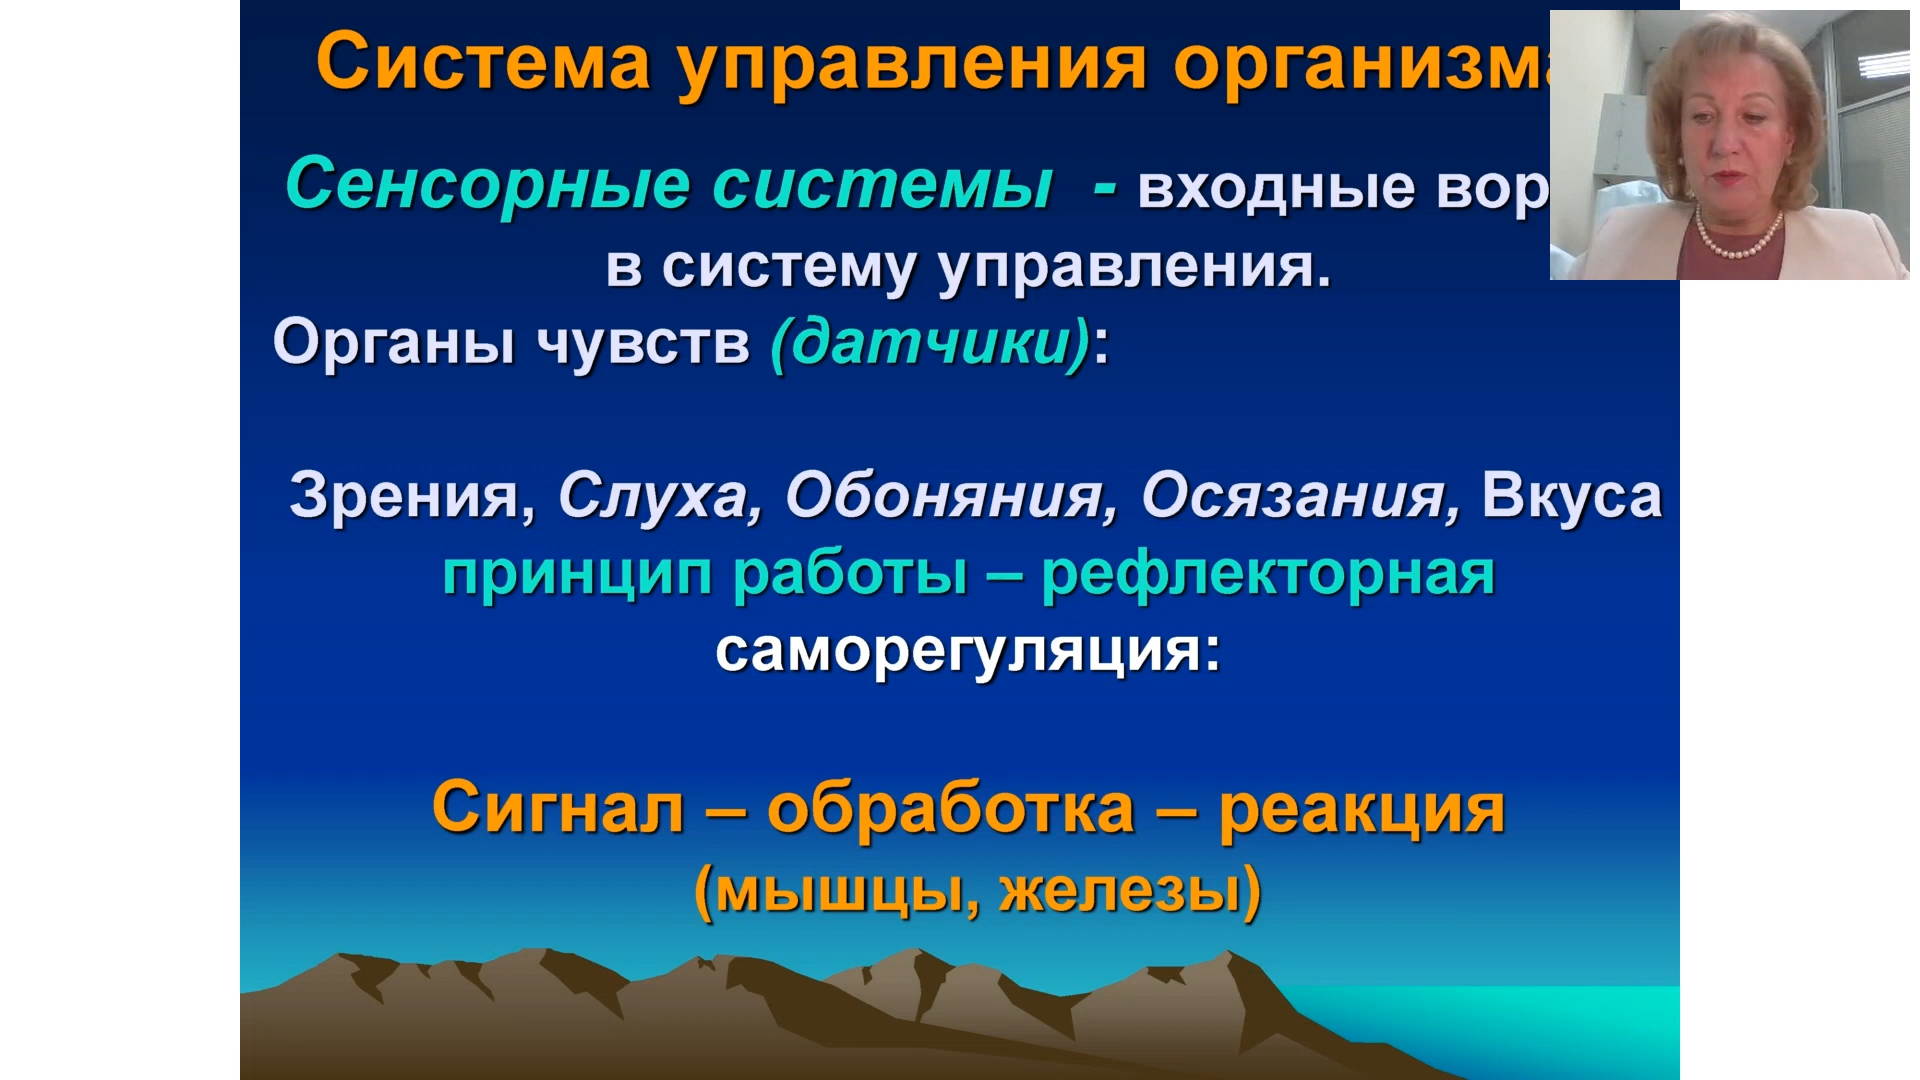 Система управления организма
Сенсорные системы - входные вор
в систему управления.
Органы чувств (датчики):
Зрения, Слуха, Обоняния, Осязания, Вкуса
принцип работы – рефлекторная
саморегуляция:
Сигнал – обработка – реакция
(мышцы, железы)